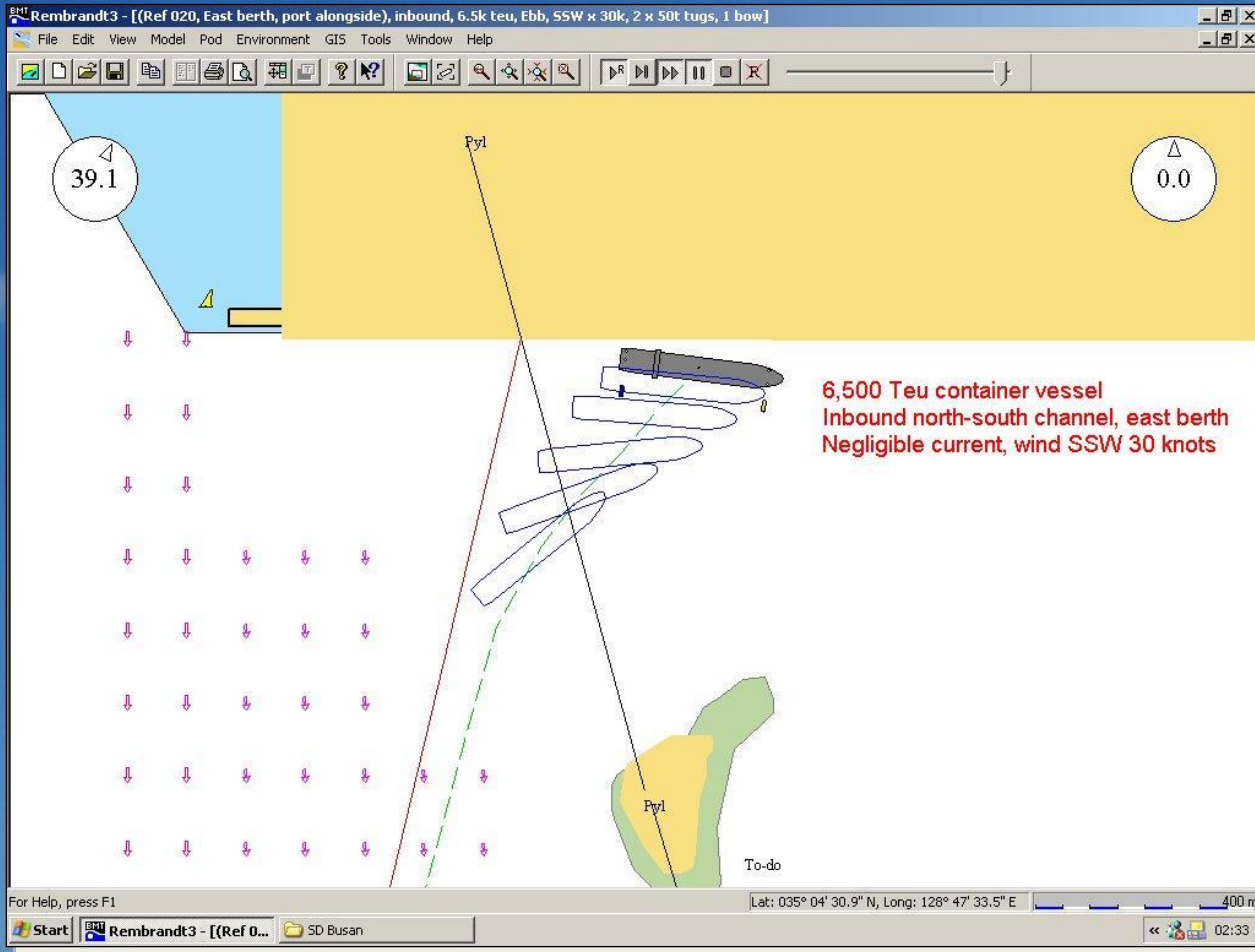 Rembrandt3 - [(Ref 020, East berth, port alongside), inbound, 6.5k teu, Ebb, SSW x 30k, 2 x 50t tugs, 1 bow]
File Edit View Model Pod Environment GIS Tools Window Help
Pyl
39.1
0.0
6,500 Teu container vessel
Inbound north-south channel, east berth
Negligible current, wind SSW 30 knots
Pyl
To-do
For Help, press F1
Lat: 035° 04' 30.9" N, Long: 128° 47' 33.5" E
400 m
Start
Rembrandt3 - [(Ref 0...
SD Busan
02:33